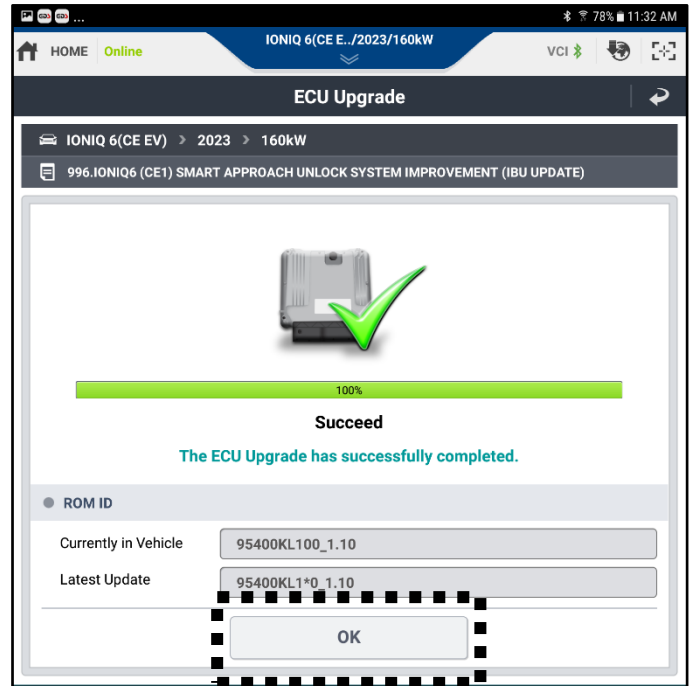 ... 78% 11:32 AM
HOME Online IONIQ 6(CE E../2023/160kW VCI
ECU Upgrade
IONIQ 6(CE EV) > 2023 > 160kW
996.IONIQ6 (CE1) SMART APPROACH UNLOCK SYSTEM IMPROVEMENT (IBU UPDATE)
100%
Succeed
The ECU Upgrade has successfully completed.
ROM ID
Currently in Vehicle 95400KL100_1.10
Latest Update 95400KL1*0_1.10
OK